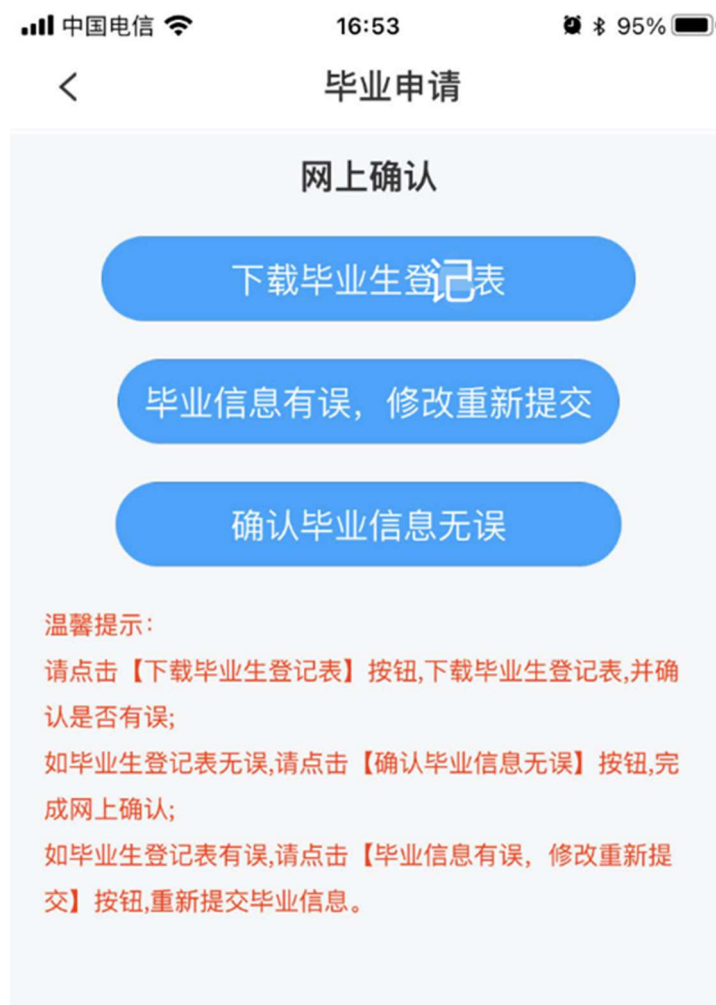 中国电信 16:53 95%
毕业申请
网上确认
下载毕业生登记表
毕业信息有误，修改重新提交
确认毕业信息无误
温馨提示：
请点击【下载毕业生登记表】按钮,下载毕业生登记表,并确
认是否有误;
如毕业生登记表无误,请点击【确认毕业信息无误】按钮,完
成网上确认;
如毕业生登记表有误,请点击【毕业信息有误，修改重新提
交】按钮,重新提交毕业信息。